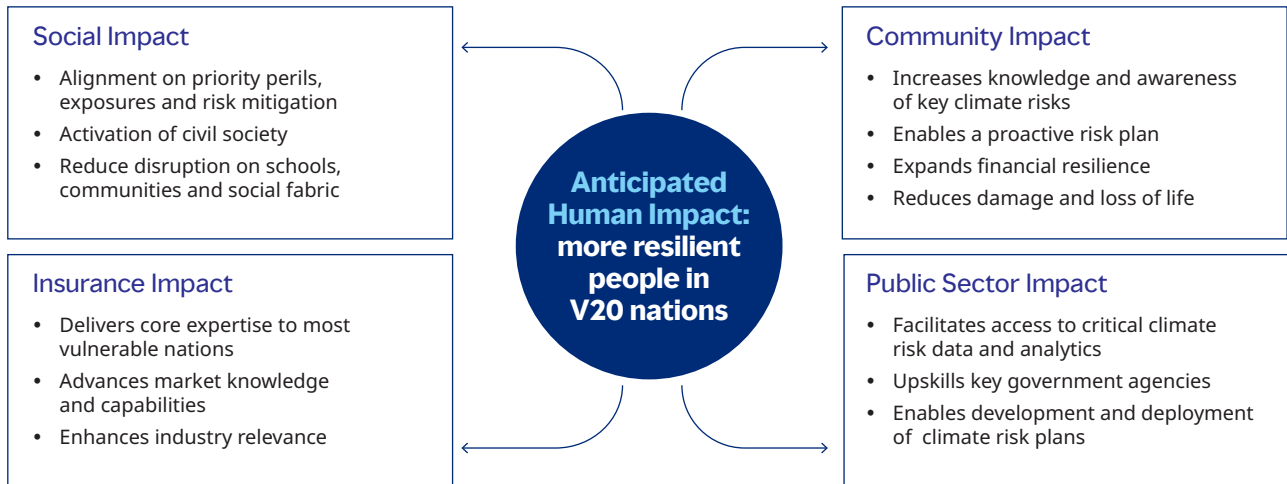 Social Impact
• Alignment on priority perils,
exposures and risk mitigation
• Activation of civil society
• Reduce disruption on schools,
communities and social fabric
Community Impact
• Increases knowledge and awareness
of key climate risks
• Enables a proactive risk plan
• Expands financial resilience
• Reduces damage and loss of life
Anticipated
Human Impact:
more resilient
people in
V20 nations
Insurance Impact
• Delivers core expertise to most
vulnerable nations
• Advances market knowledge
and capabilities
• Enhances industry relevance
Public Sector Impact
• Facilitates access to critical climate
risk data and analytics
• Upskills key government agencies
• Enables development and deployment
of climate risk plans